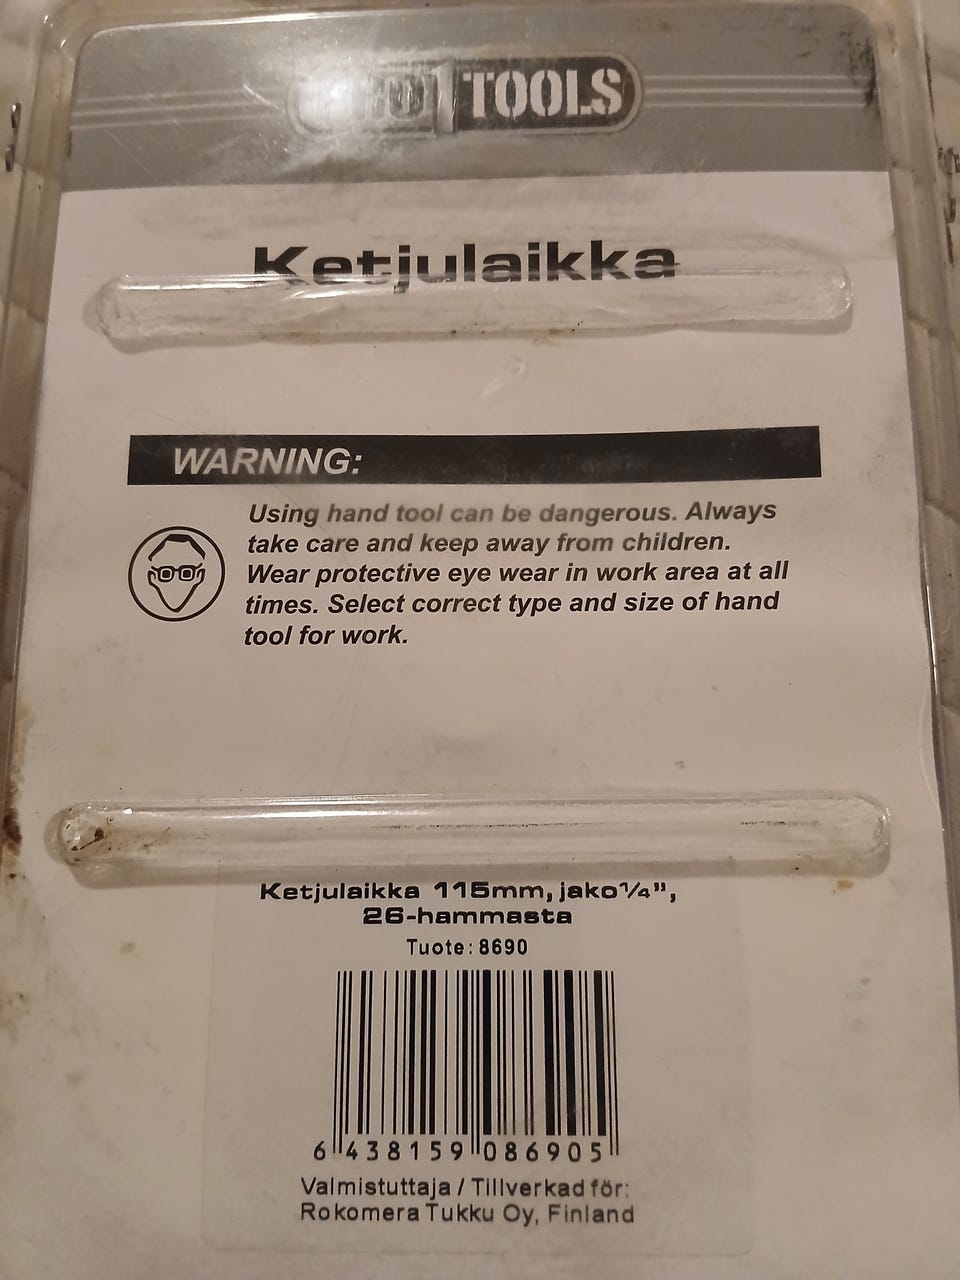 TOOLS
Ketjulaikka
WARNING:
Using hand tool can be dangerous. Always
take care and keep away from children.
Wear protective eye wear in work area at all
times. Select correct type and size of hand
tool for work.
Ketjulaikka 115mm, jako ¼",
26-hammasta
Tuote: 8690
6 438159 086905
Valmistuttaja / Tillverkad för:
Rokomera Tukku Oy, Finland